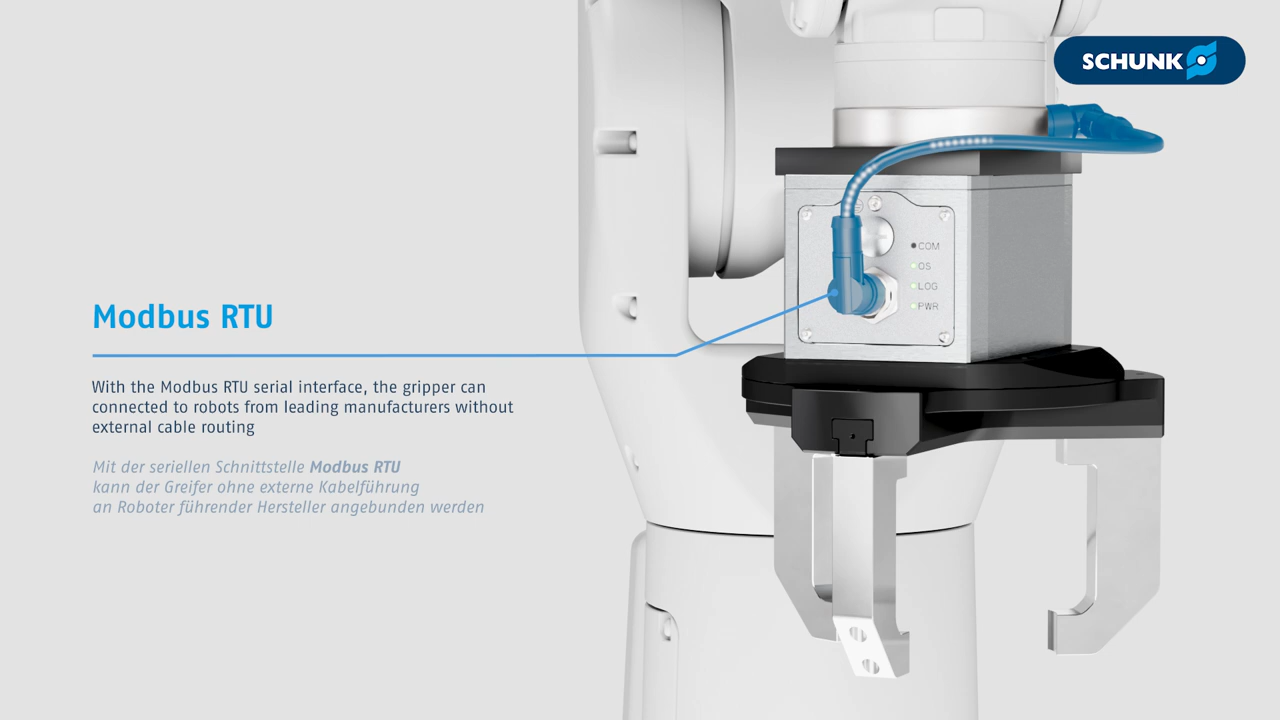 SCHUNK
COM
OS
LOG
PWR
Modbus RTU
With the Modbus RTU serial interface, the gripper can
connected to robots from leading manufacturers without
external cable routing
Mit der seriellen Schnittstelle Modbus RTU
kann der Greifer ohne externe Kabelführung
an Roboter führender Hersteller angebunden werden